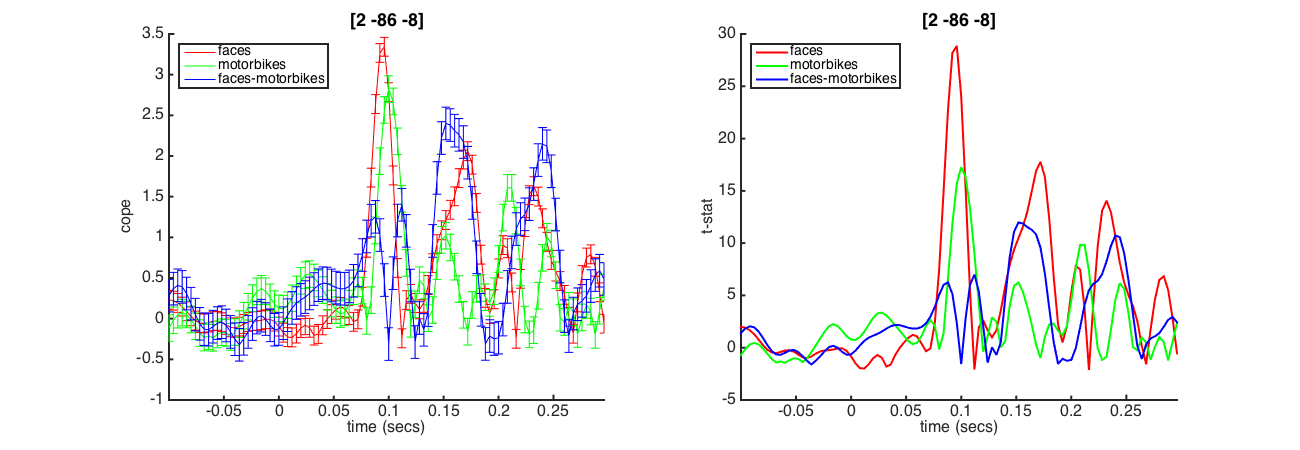 [2 -86 -8]
3.5
3
2.5
2
1.5
1
0.5
0
-0.5
-1
cope
faces
motorbikes
faces-motorbikes
-0.05 0 0.05 0.1 0.15 0.2 0.25
time (secs)
[2 -86 -8]
30
25
20
15
10
5
0
-5
t-stat
faces
motorbikes
faces-motorbikes
-0.05 0 0.05 0.1 0.15 0.2 0.25
time (secs)